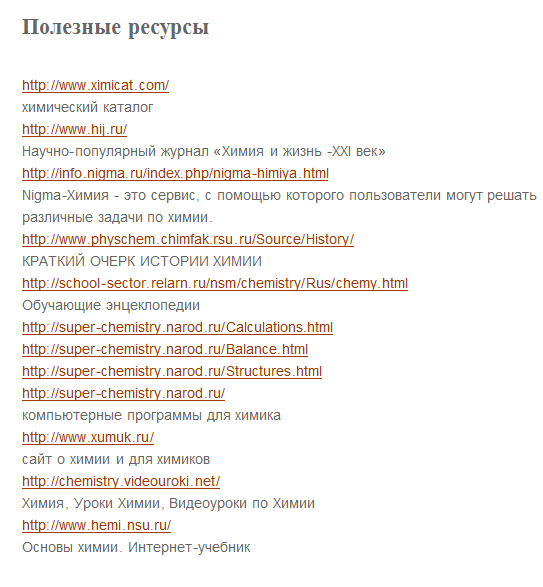 Полезные ресурсы
http://www.ximicat.com/
химический каталог
http://www.hij.ru/
Научно-популярный журнал «Химия и жизнь -XXI век»
http://info.nigma.ru/index.php/nigma-himiya.html
Nigma-Химия - это сервис, с помощью которого пользователи могут решать
различные задачи по химии.
http://www.physchem.chimfak.rsu.ru/Source/History/
КРАТКИЙ ОЧЕРК ИСТОРИИ ХИМИИ
http://school-sector.relarn.ru/nsm/chemistry/Rus/chemy.html
Обучающие энцеклопедии
http://super-chemistry.narod.ru/Calculations.html
http://super-chemistry.narod.ru/Balance.html
http://super-chemistry.narod.ru/Structures.html
http://super-chemistry.narod.ru/
компьютерные программы для химика
http://www.xumuk.ru/
сайт о химии и для химиков
http://chemistry.videouroki.net/
Химия, Уроки Химии, Видеоуроки по Химии
http://www.hemi.nsu.ru/
Основы химии. Интернет-учебник